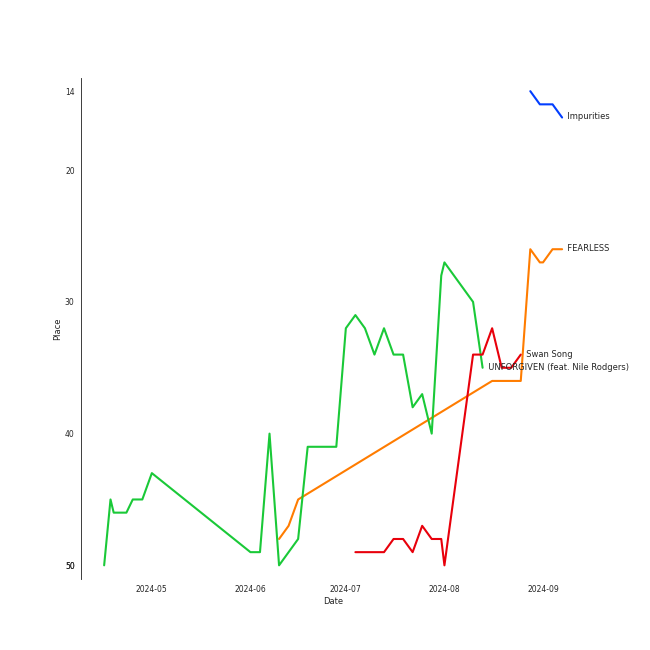 14
Impurities
20
FEARLESS
30
Place
Swan Song
UNFORGIVEN (feat. Nile Rodgers)
40
50
2024-05
2024-06
2024-07
2024-08
2024-09
Date